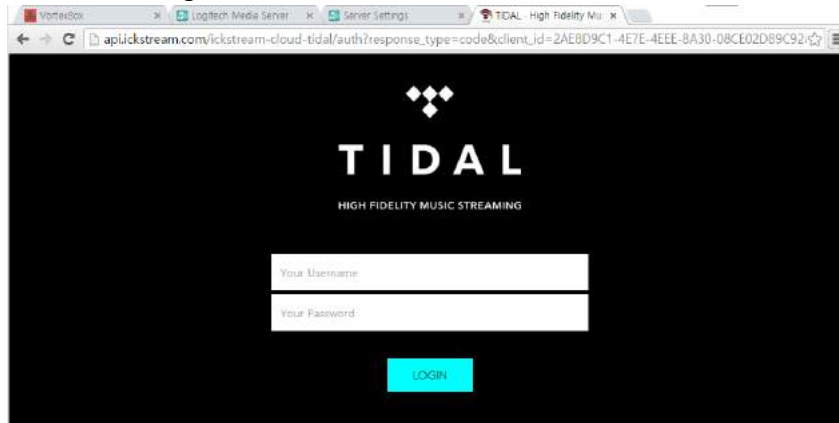 VortexBox
Logitech Media Server
Server Settings
TIDAL - High Fidelity Mu
api.ickstream.com/ickstream-cloud-tidal/auth?response_type=code&client_id=2AE8D9C1-4E7E-4EEE-8A30-08CE02D89C92
TIDAL
HIGH FIDELITY MUSIC STREAMING
Your Username
Your Password
LOGIN